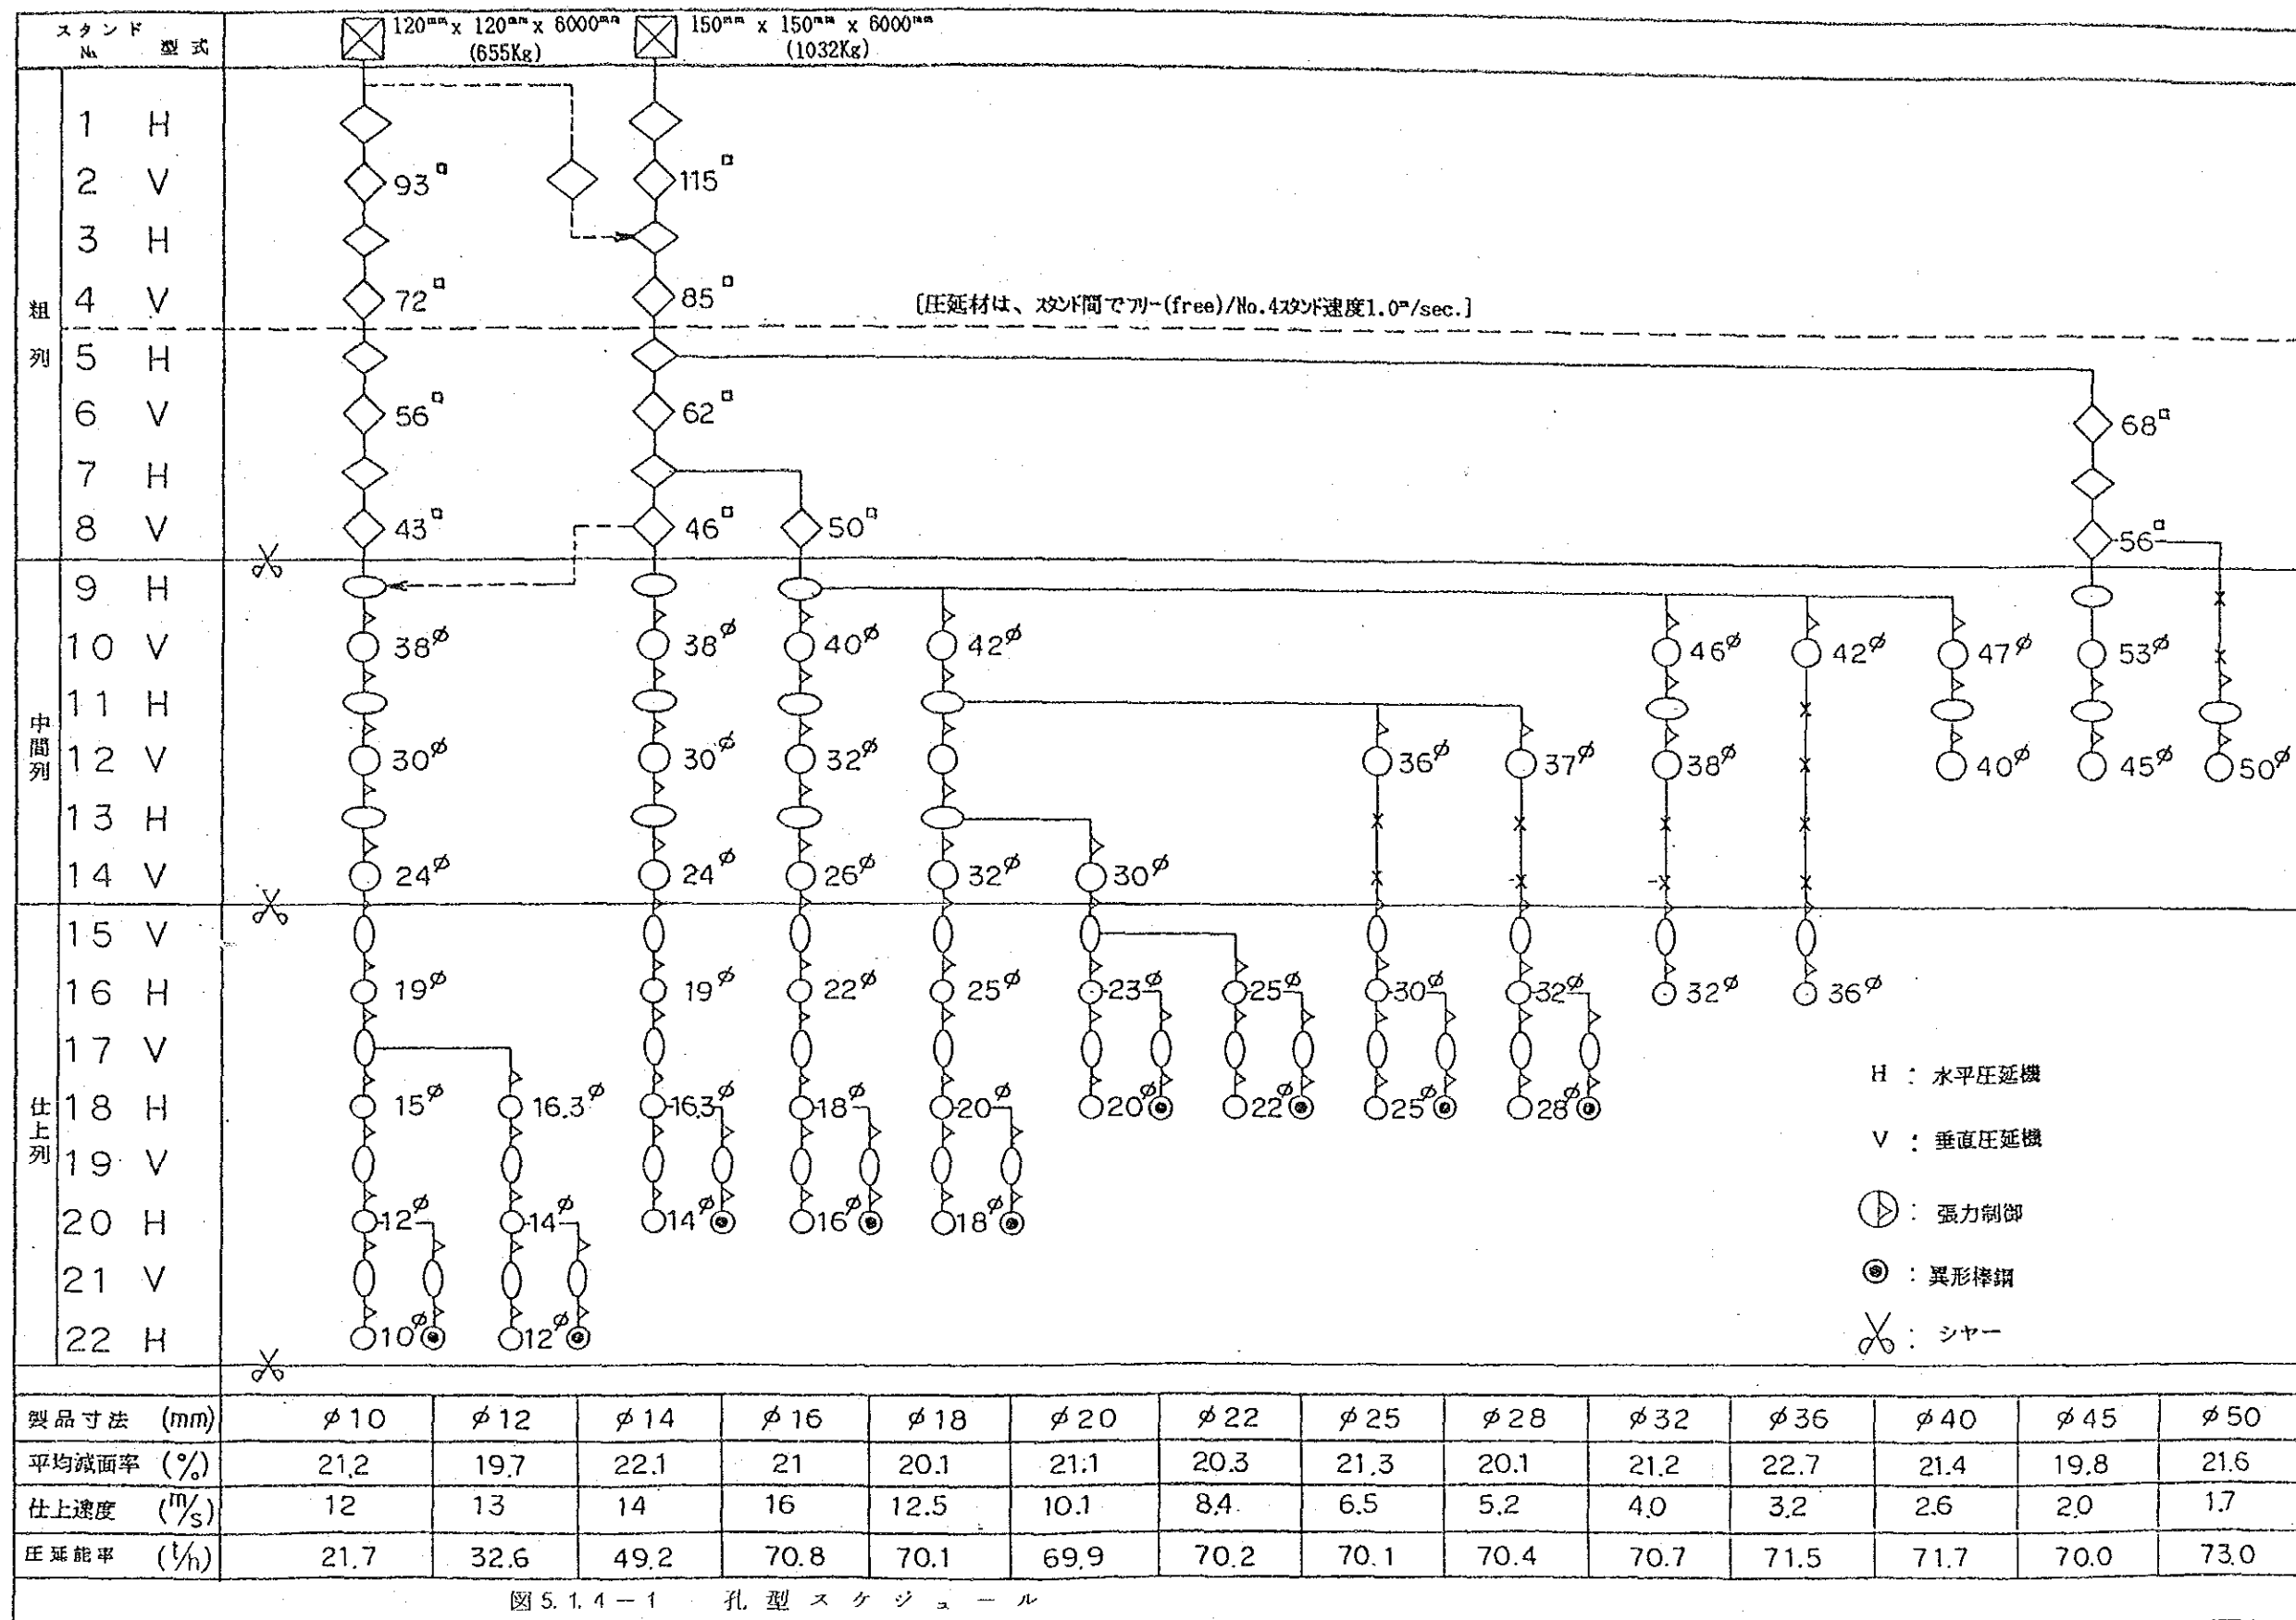 スタンド
No. 型式
120mm x 120mm x 6000mm
(655Kg)
150mm x 150mm x 6000mm
(1032Kg)
粗列
1 H
2 V 93□ 115□
3 H
4 V 72□ 85□
[圧延材は、スタンド間でフリー(free)/No.4スタンド速度1.0m/sec.]
5 H
6 V 56□ 62□ 68□
7 H
8 V 43□ 46□ 50□ 56□
中間列
9 H
10 V 38φ 38φ 40φ 42φ 46φ 42φ 47φ 53φ
11 H
12 V 30φ 30φ 32φ 36φ 37φ 38φ 40φ 45φ 50φ
13 H
14 V 24φ 24φ 26φ 32φ 30φ
仕上列
15 V
16 H 19φ 19φ 22φ 25φ 23φ 25φ 30φ 32φ 32φ 36φ
17 V
18 H 15φ 16.3φ 16.3φ 18φ 20φ 20φ 22φ 25φ 28φ
19 V
20 H 12φ 14φ 14φ 16φ 18φ
21 V
22 H 10φ 12φ
H : 水平圧延機
V : 垂直圧延機
: 張力制御
: 異形棒鋼
: シヤー
製品寸法 (mm) φ10 φ12 φ14 φ16 φ18 φ20 φ22 φ25 φ28 φ32 φ36 φ40 φ45 φ50
平均減面率 (%) 21.2 19.7 22.1 21 20.1 21.1 20.3 21.3 20.1 21.2 22.7 21.4 19.8 21.6
仕上速度 (m/s) 12 13 14 16 12.5 10.1 8.4 6.5 5.2 4.0 3.2 2.6 2.0 1.7
圧延能率 (t/h) 21.7 32.6 49.2 70.8 70.1 69.9 70.2 70.1 70.4 70.7 71.5 71.7 70.0 73.0
図5.1.4-1 孔型スケジュール